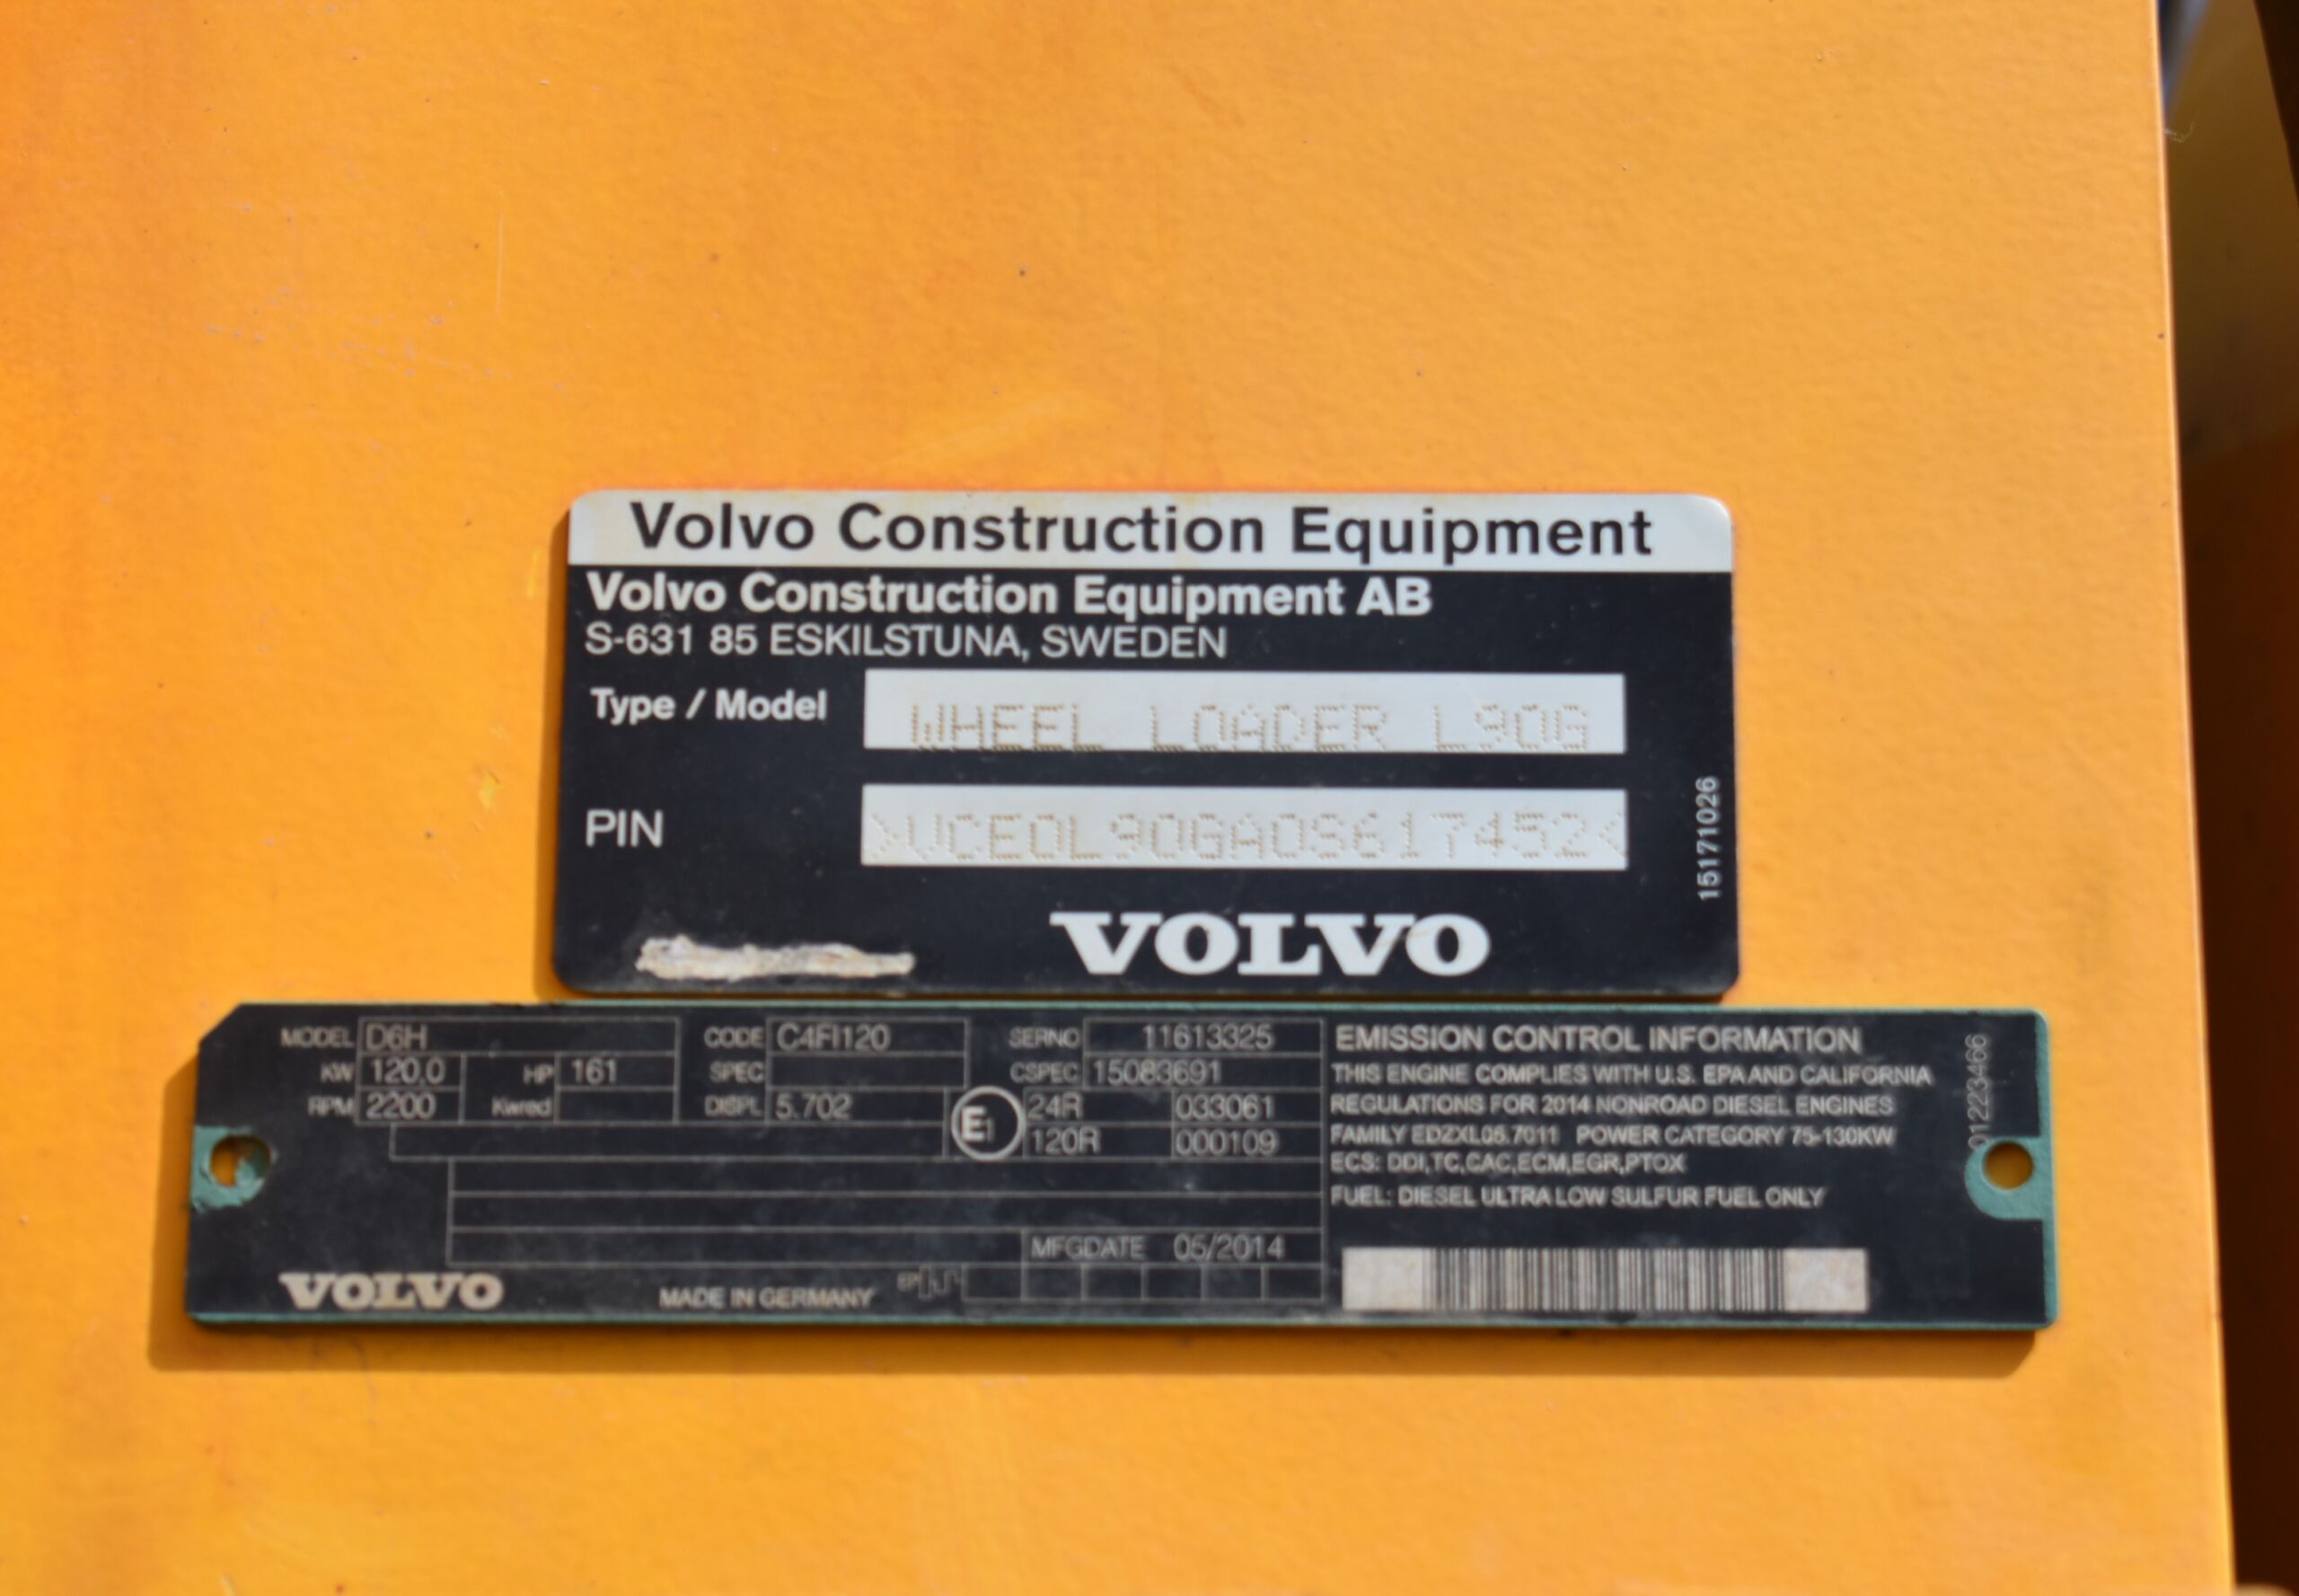 Volvo Construction Equipment
Volvo Construction Equipment AB
S-631 85 ESKILSTUNA, SWEDEN
Type / Model WHEEL LOADER L90G
PIN >VCE0L90GA0S617452<
15171026
VOLVO
MODEL D6H CODE C4FI120 SERNO 11613325
KW 120,0 HP 161 SPEC CSPEC 15083691
RPM 2200 Kwred DISPL 5.702 E1 24R 033061
120R 000109
MFGDATE 05/2014
VOLVO MADE IN GERMANY
EMISSION CONTROL INFORMATION
THIS ENGINE COMPLIES WITH U.S. EPA AND CALIFORNIA
REGULATIONS FOR 2014 NONROAD DIESEL ENGINES
FAMILY EDZXL05.7011 POWER CATEGORY 75-130KW
ECS: DDI,TC,CAC,ECM,EGR,PTOX
FUEL: DIESEL ULTRA LOW SULFUR FUEL ONLY
01223466